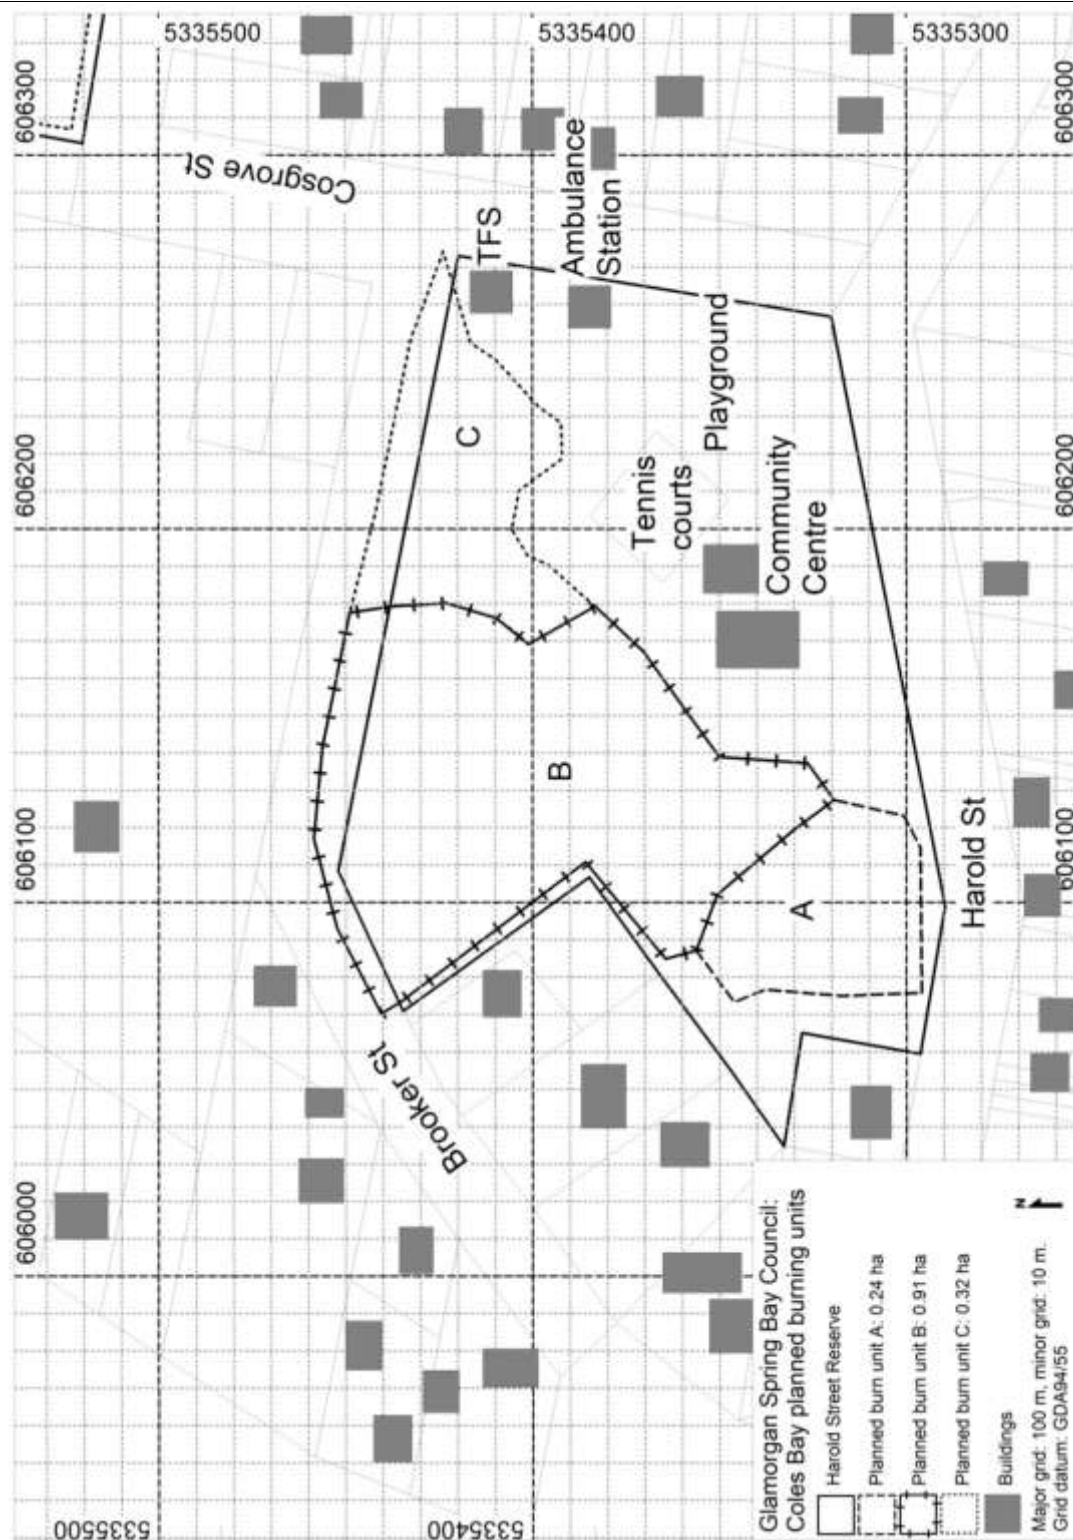 5335500
5335400
5335300
606300
606300
Cosgrove St
TFS
Ambulance
Station
Playground
C
606200
606200
Tennis
courts
Community
Centre
B
606100
606100
A
Harold St
Brooker St
606000
5335500
5335400
Glamorgan Spring Bay Council:
Coles Bay planned burning units
Harold Street Reserve
Planned burn unit A: 0.24 ha
Planned burn unit B: 0.91 ha
Planned burn unit C: 0.32 ha
Buildings
Major grid: 100 m, minor grid: 10 m.
Grid datum: GDA94/55
N